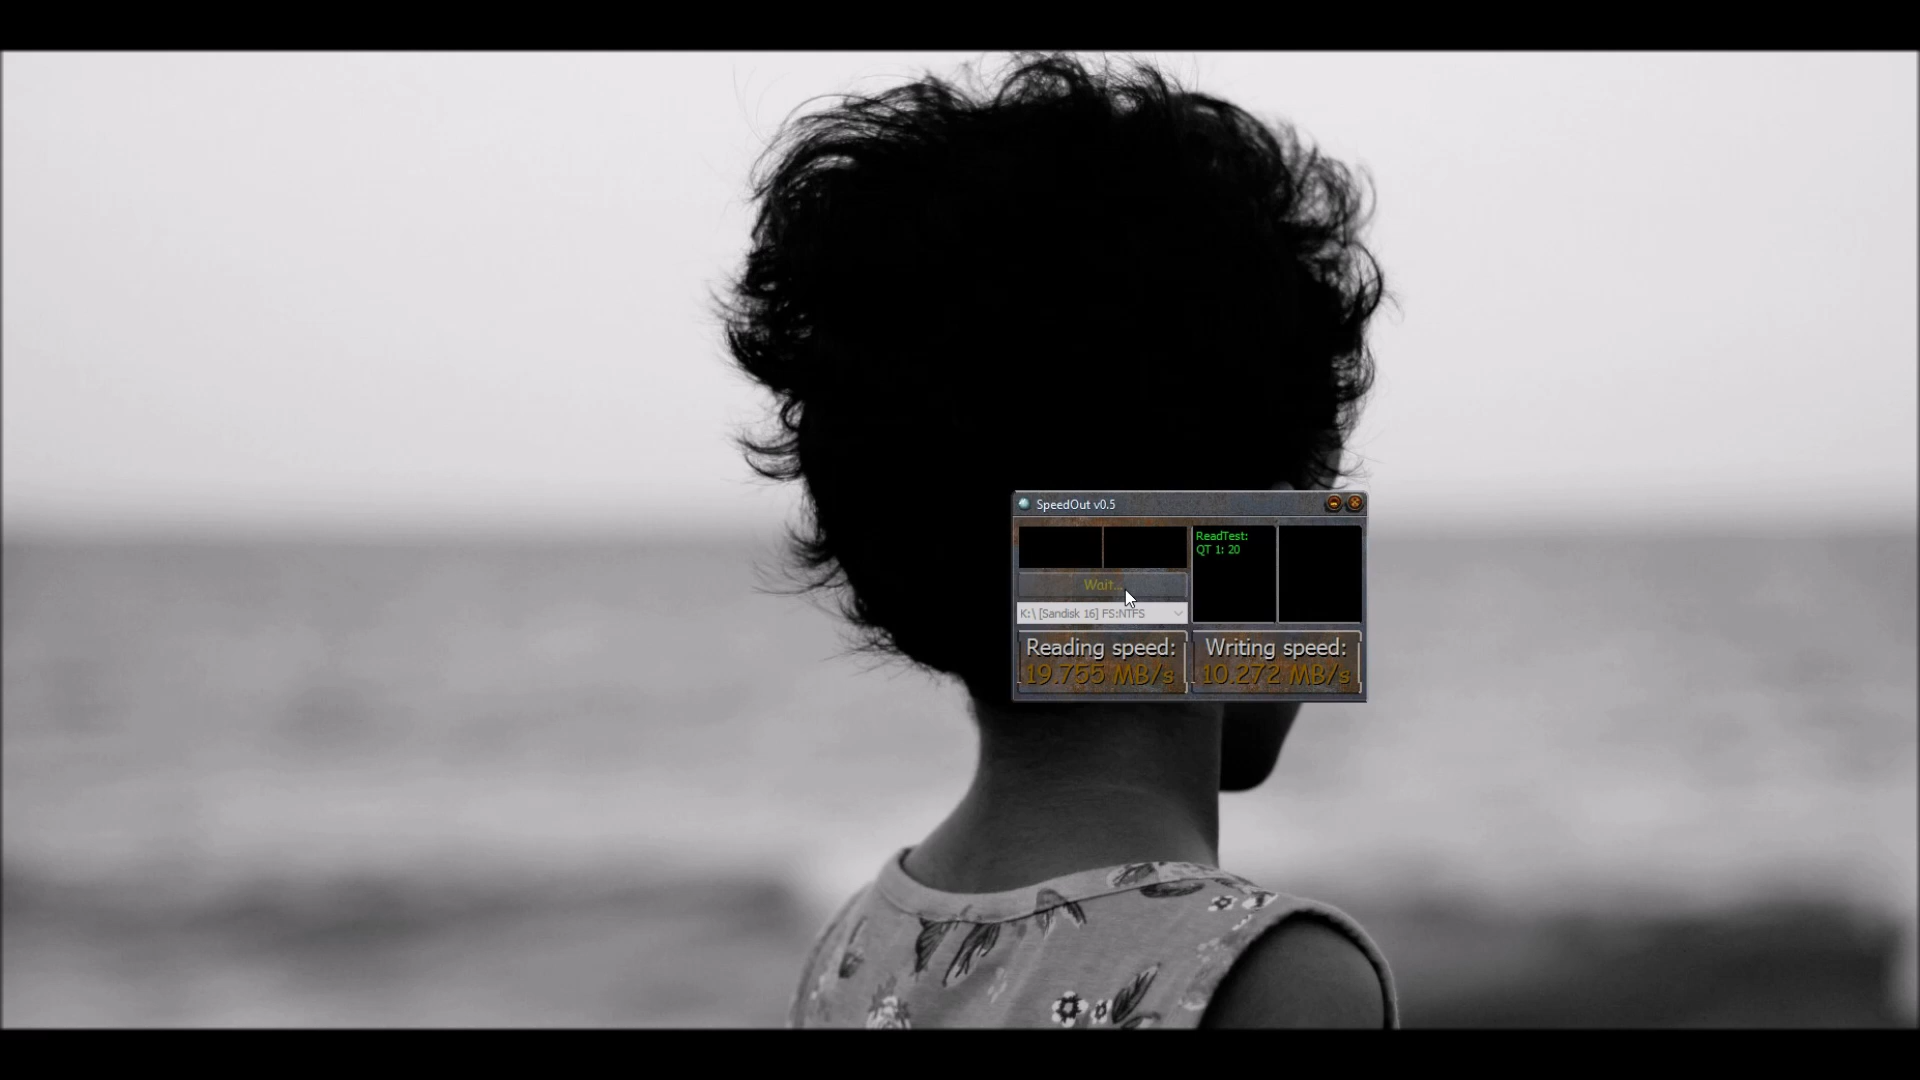 SpeedOut v0.5
ReadTest:
QT 1: 20
Wait...
K:\ [Sandisk 16] FS:NTFS
Reading speed:
19.755 MB/s
Writing speed:
10.272 MB/s